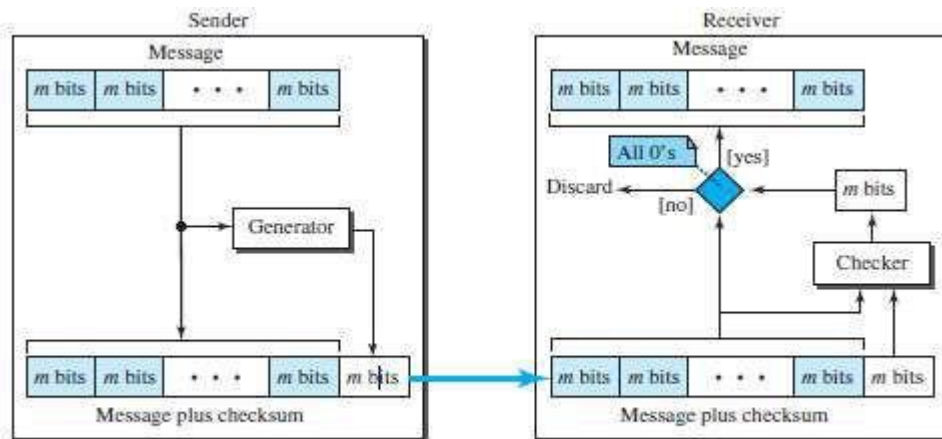 Sender
Message
m bits m bits . . . m bits
Generator
m bits m bits . . . m bits m bits
Message plus checksum
Receiver
Message
m bits m bits . . . m bits
All 0's [yes]
Discard [no] m bits
Checker
m bits m bits . . . m bits m bits
Message plus checksum